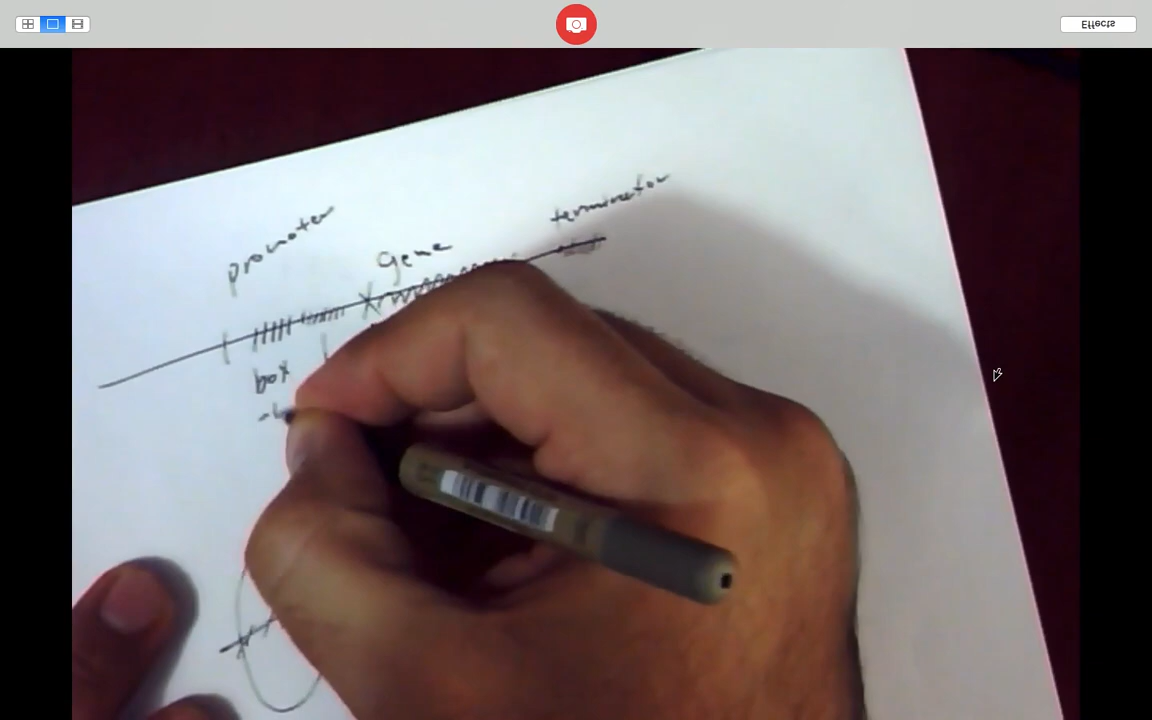 Effects
promoter
gene
terminator
box